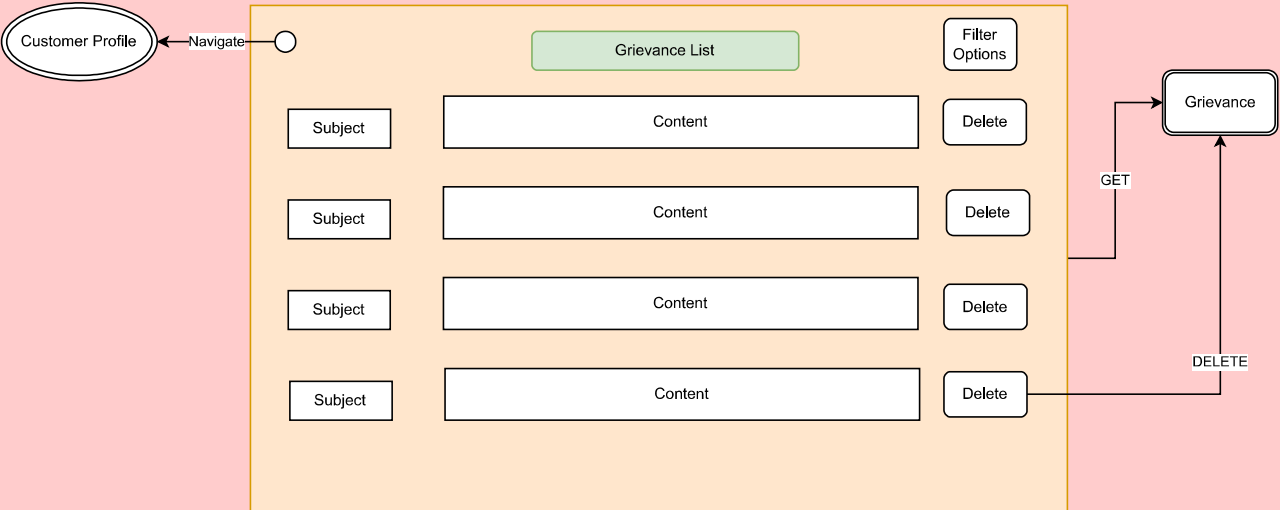 Customer Profile
Navigate
Grievance List
Filter
Options
Subject
Content
Delete
Grievance
GET
Subject
Content
Delete
Subject
Content
Delete
DELETE
Subject
Content
Delete